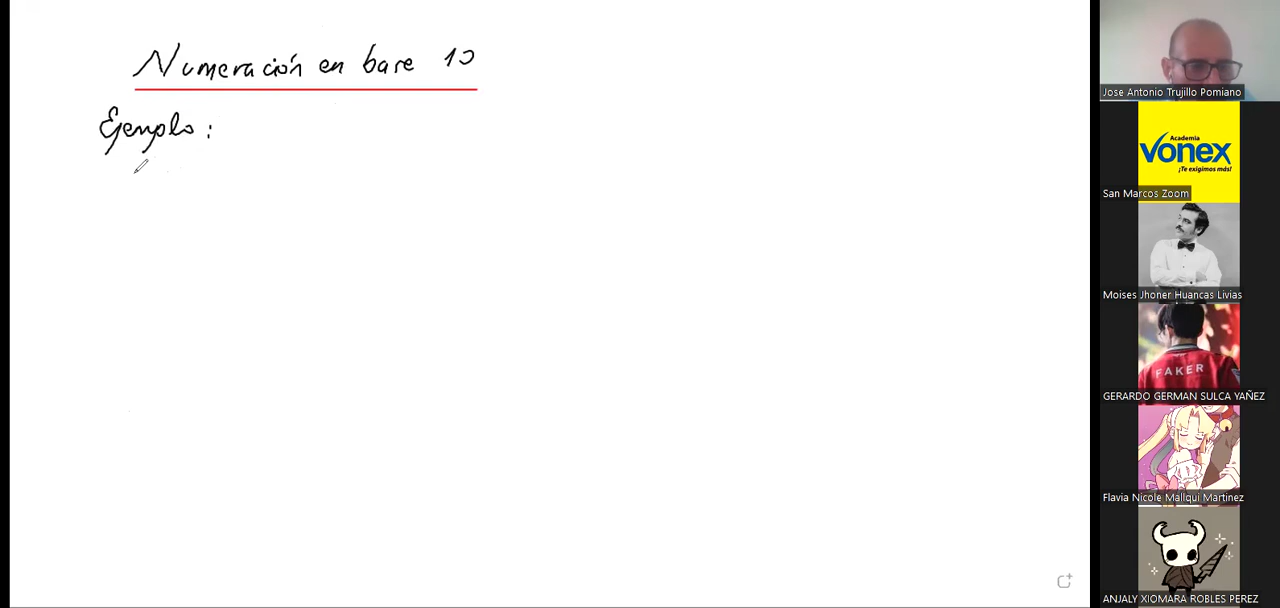 Numeración en base 10
Ejemplo:
Jose Antonio Trujillo Pomiano
Academia
Vonex
¡Te exigimos más!
San Marcos Zoom
Moises Jhoner Huancas Livias
FAKER
GERARDO GERMAN SULCA YAÑEZ
Flavia Nicole Mallqui Martinez
ANJALY XIOMARA ROBLES PEREZ